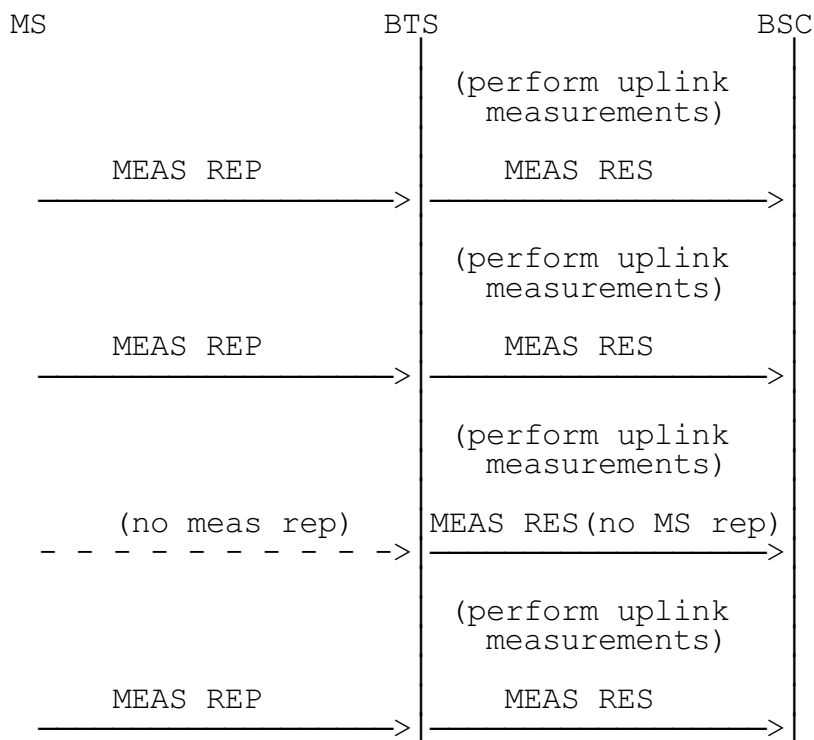 MS BTS BSC
(perform uplink
measurements)
MEAS REP MEAS RES
(perform uplink
measurements)
MEAS REP MEAS RES
(perform uplink
measurements)
(no meas rep) MEAS RES(no MS rep)
(perform uplink
measurements)
MEAS REP MEAS RES